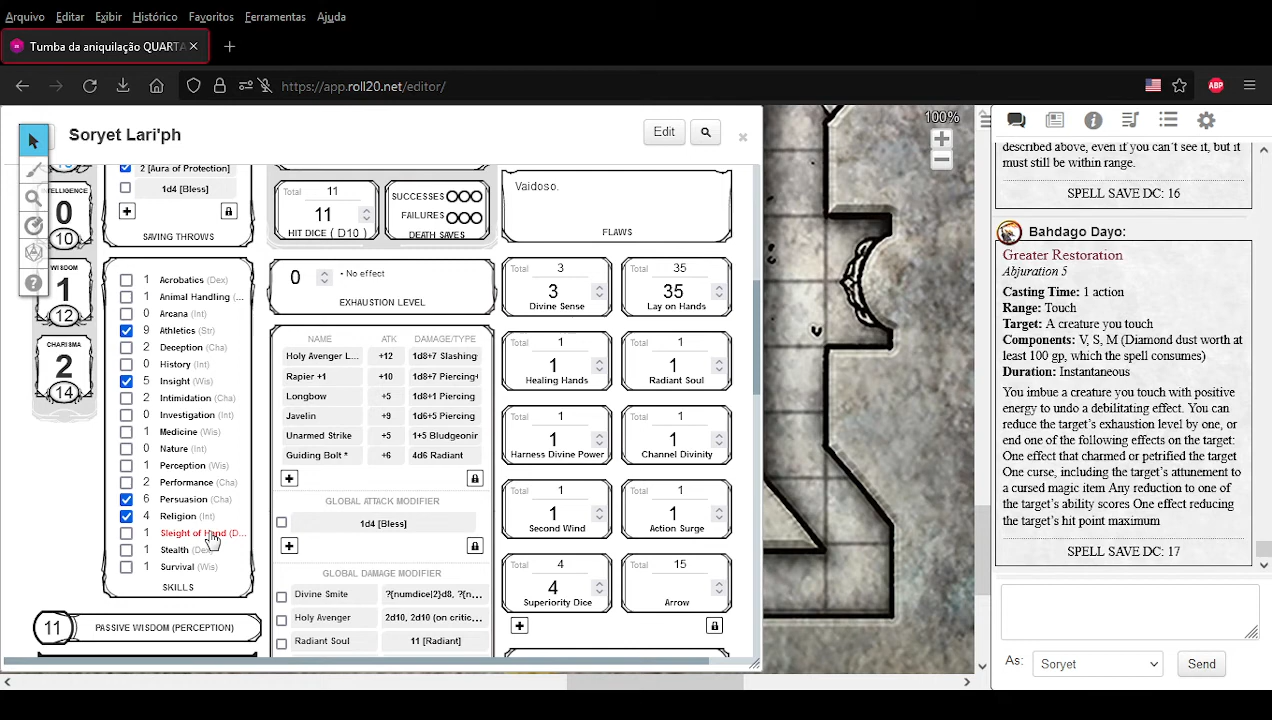 Arquivo Editar Exibir Histórico Favoritos Ferramentas Ajuda
Tumba da aniquilação QUARTA
https://app.roll20.net/editor/
ABP
Soryet Lari'ph
Edit
INTELLIGENCE
0
10
WISDOM
1
12
CHARISMA
2
14
2 [Aura of Protection]
1d4 [Bless]
SAVING THROWS
1 Acrobatics (Dex)
1 Animal Handling (...
0 Arcana (Int)
9 Athletics (Str)
2 Deception (Cha)
0 History (Int)
5 Insight (Wis)
2 Intimidation (Cha)
0 Investigation (Int)
1 Medicine (Wis)
0 Nature (Int)
1 Perception (Wis)
2 Performance (Cha)
6 Persuasion (Cha)
4 Religion (Int)
1 Sleight of Hand (D...
1 Stealth (Dex)
1 Survival (Wis)
SKILLS
11 PASSIVE WISDOM (PERCEPTION)
Total 11
11
HIT DICE ( D10 )
SUCCESSES
FAILURES
DEATH SAVES
0 • No effect
EXHAUSTION LEVEL
NAME ATK DAMAGE/TYPE
Holy Avenger L... +12 1d8+7 Slashing
Rapier +1 +10 1d8+7 Piercing+
Longbow +5 1d8+1 Piercing
Javelin +9 1d6+5 Piercing
Unarmed Strike +5 1+5 Bludgeonin
Guiding Bolt * +6 4d6 Radiant
GLOBAL ATTACK MODIFIER
1d4 [Bless]
GLOBAL DAMAGE MODIFIER
Divine Smite ?{numdice|2}d8, ?{n...
Holy Avenger 2d10, 2d10 (on critic...
Radiant Soul 11 [Radiant]
Vaidoso.
FLAWS
Total 3
3
Divine Sense
Total 35
35
Lay on Hands
Total 1
1
Healing Hands
Total 1
1
Radiant Soul
Total 1
1
Harness Divine Power
Total 1
1
Channel Divinity
Total 1
1
Second Wind
Total 1
1
Action Surge
Total 4
4
Superiority Dice
Total 15
Arrow
100%
described above, even if you can't see it, but it
must still be within range.
SPELL SAVE DC: 16
Bahdago Dayo:
Greater Restoration
Abjuration 5
Casting Time: 1 action
Range: Touch
Target: A creature you touch
Components: V, S, M (Diamond dust worth at
least 100 gp, which the spell consumes)
Duration: Instantaneous
You imbue a creature you touch with positive
energy to undo a debilitating effect. You can
reduce the target's exhaustion level by one, or
end one of the following effects on the target:
One effect that charmed or petrified the target
One curse, including the target's attunement to
a cursed magic item Any reduction to one of
the target's ability scores One effect reducing
the target's hit point maximum
SPELL SAVE DC: 17
As: Soryet Send